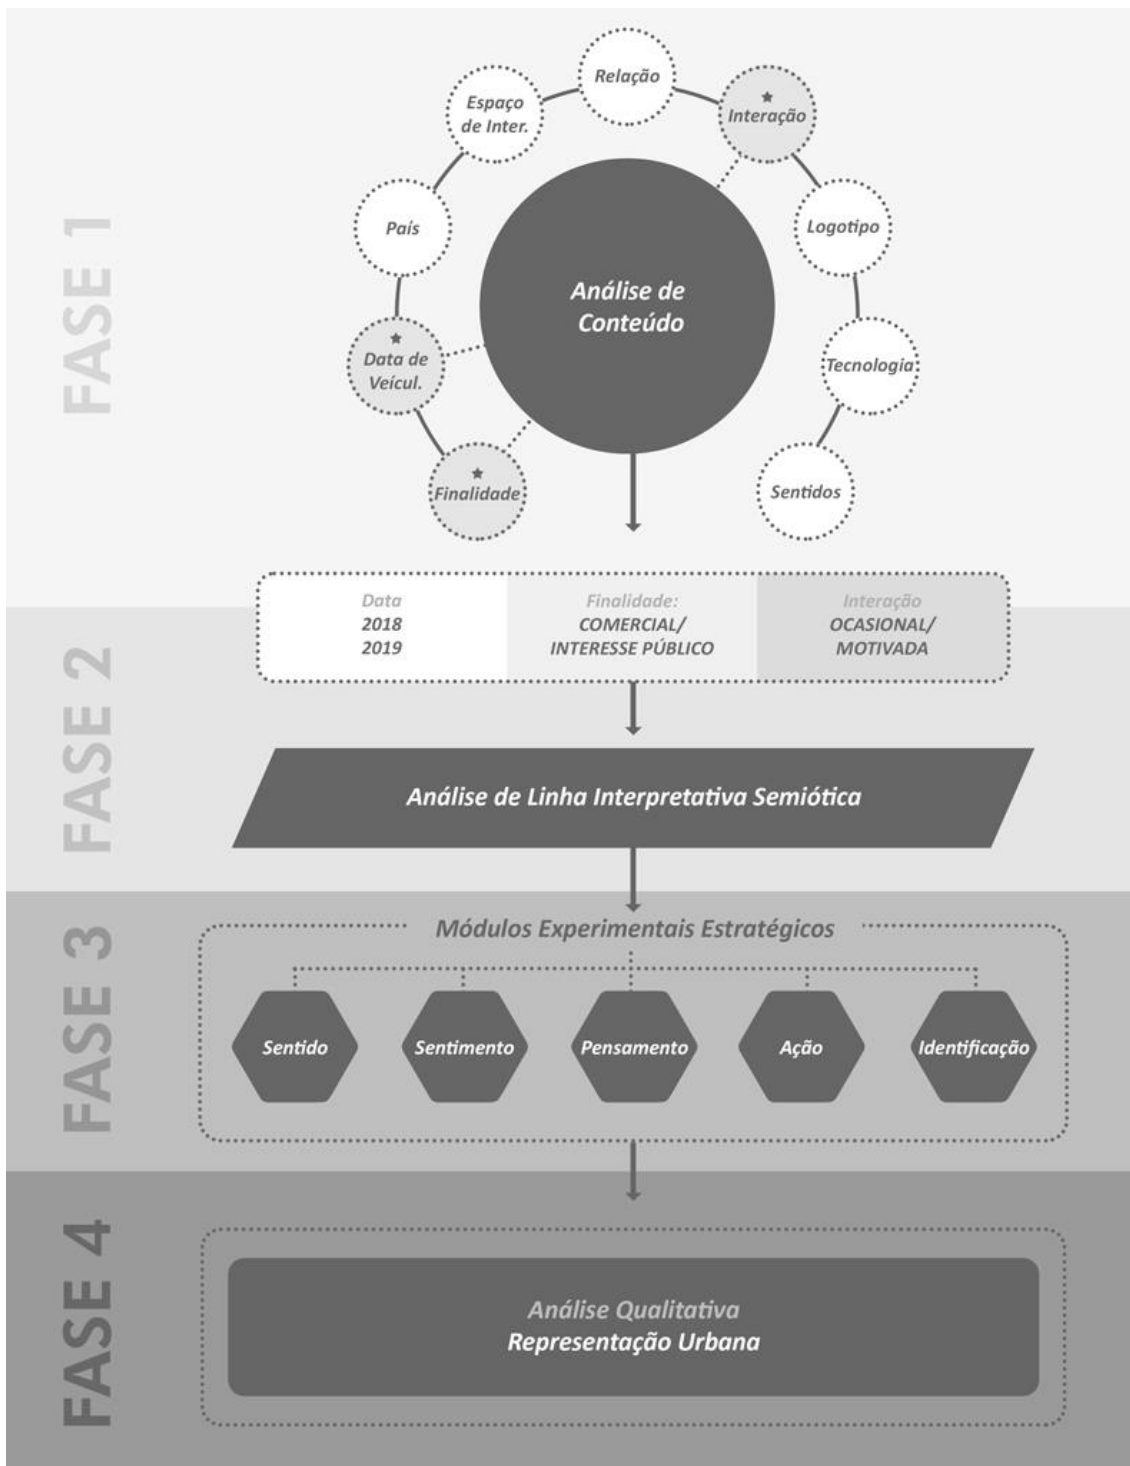 FASE 1
Relação
Espaço
de Inter.
★
Interação
País
Logotipo
Análise de
Conteúdo
★
Data de
Veícul.
Tecnologia
★
Finalidade
Sentidos
FASE 2
Data
2018
2019
Finalidade:
COMERCIAL/
INTERESSE PÚBLICO
Interação
OCASIONAL/
MOTIVADA
Análise de Linha Interpretativa Semiótica
FASE 3
Módulos Experimentais Estratégicos
Sentido
Sentimento
Pensamento
Ação
Identificação
FASE 4
Análise Qualitativa
Representação Urbana